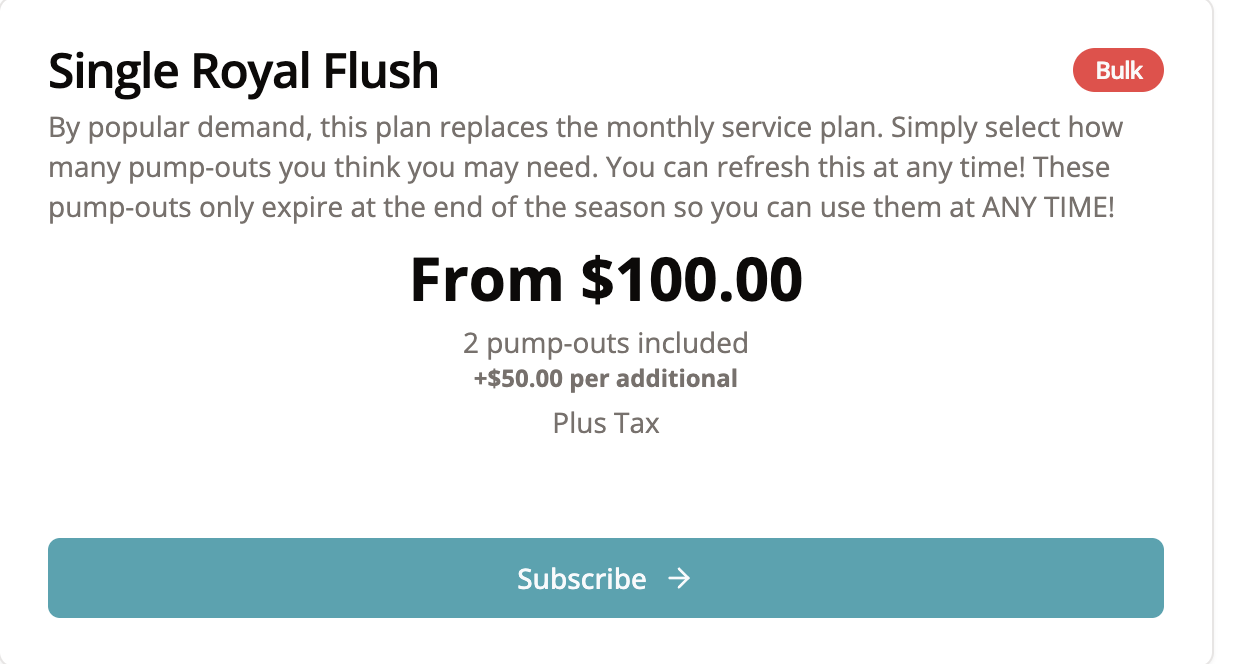 Single Royal Flush
Bulk
By popular demand, this plan replaces the monthly service plan. Simply select how
many pump-outs you think you may need. You can refresh this at any time! These
pump-outs only expire at the end of the season so you can use them at ANY TIME!
From $100.00
2 pump-outs included
+$50.00 per additional
Plus Tax
Subscribe →